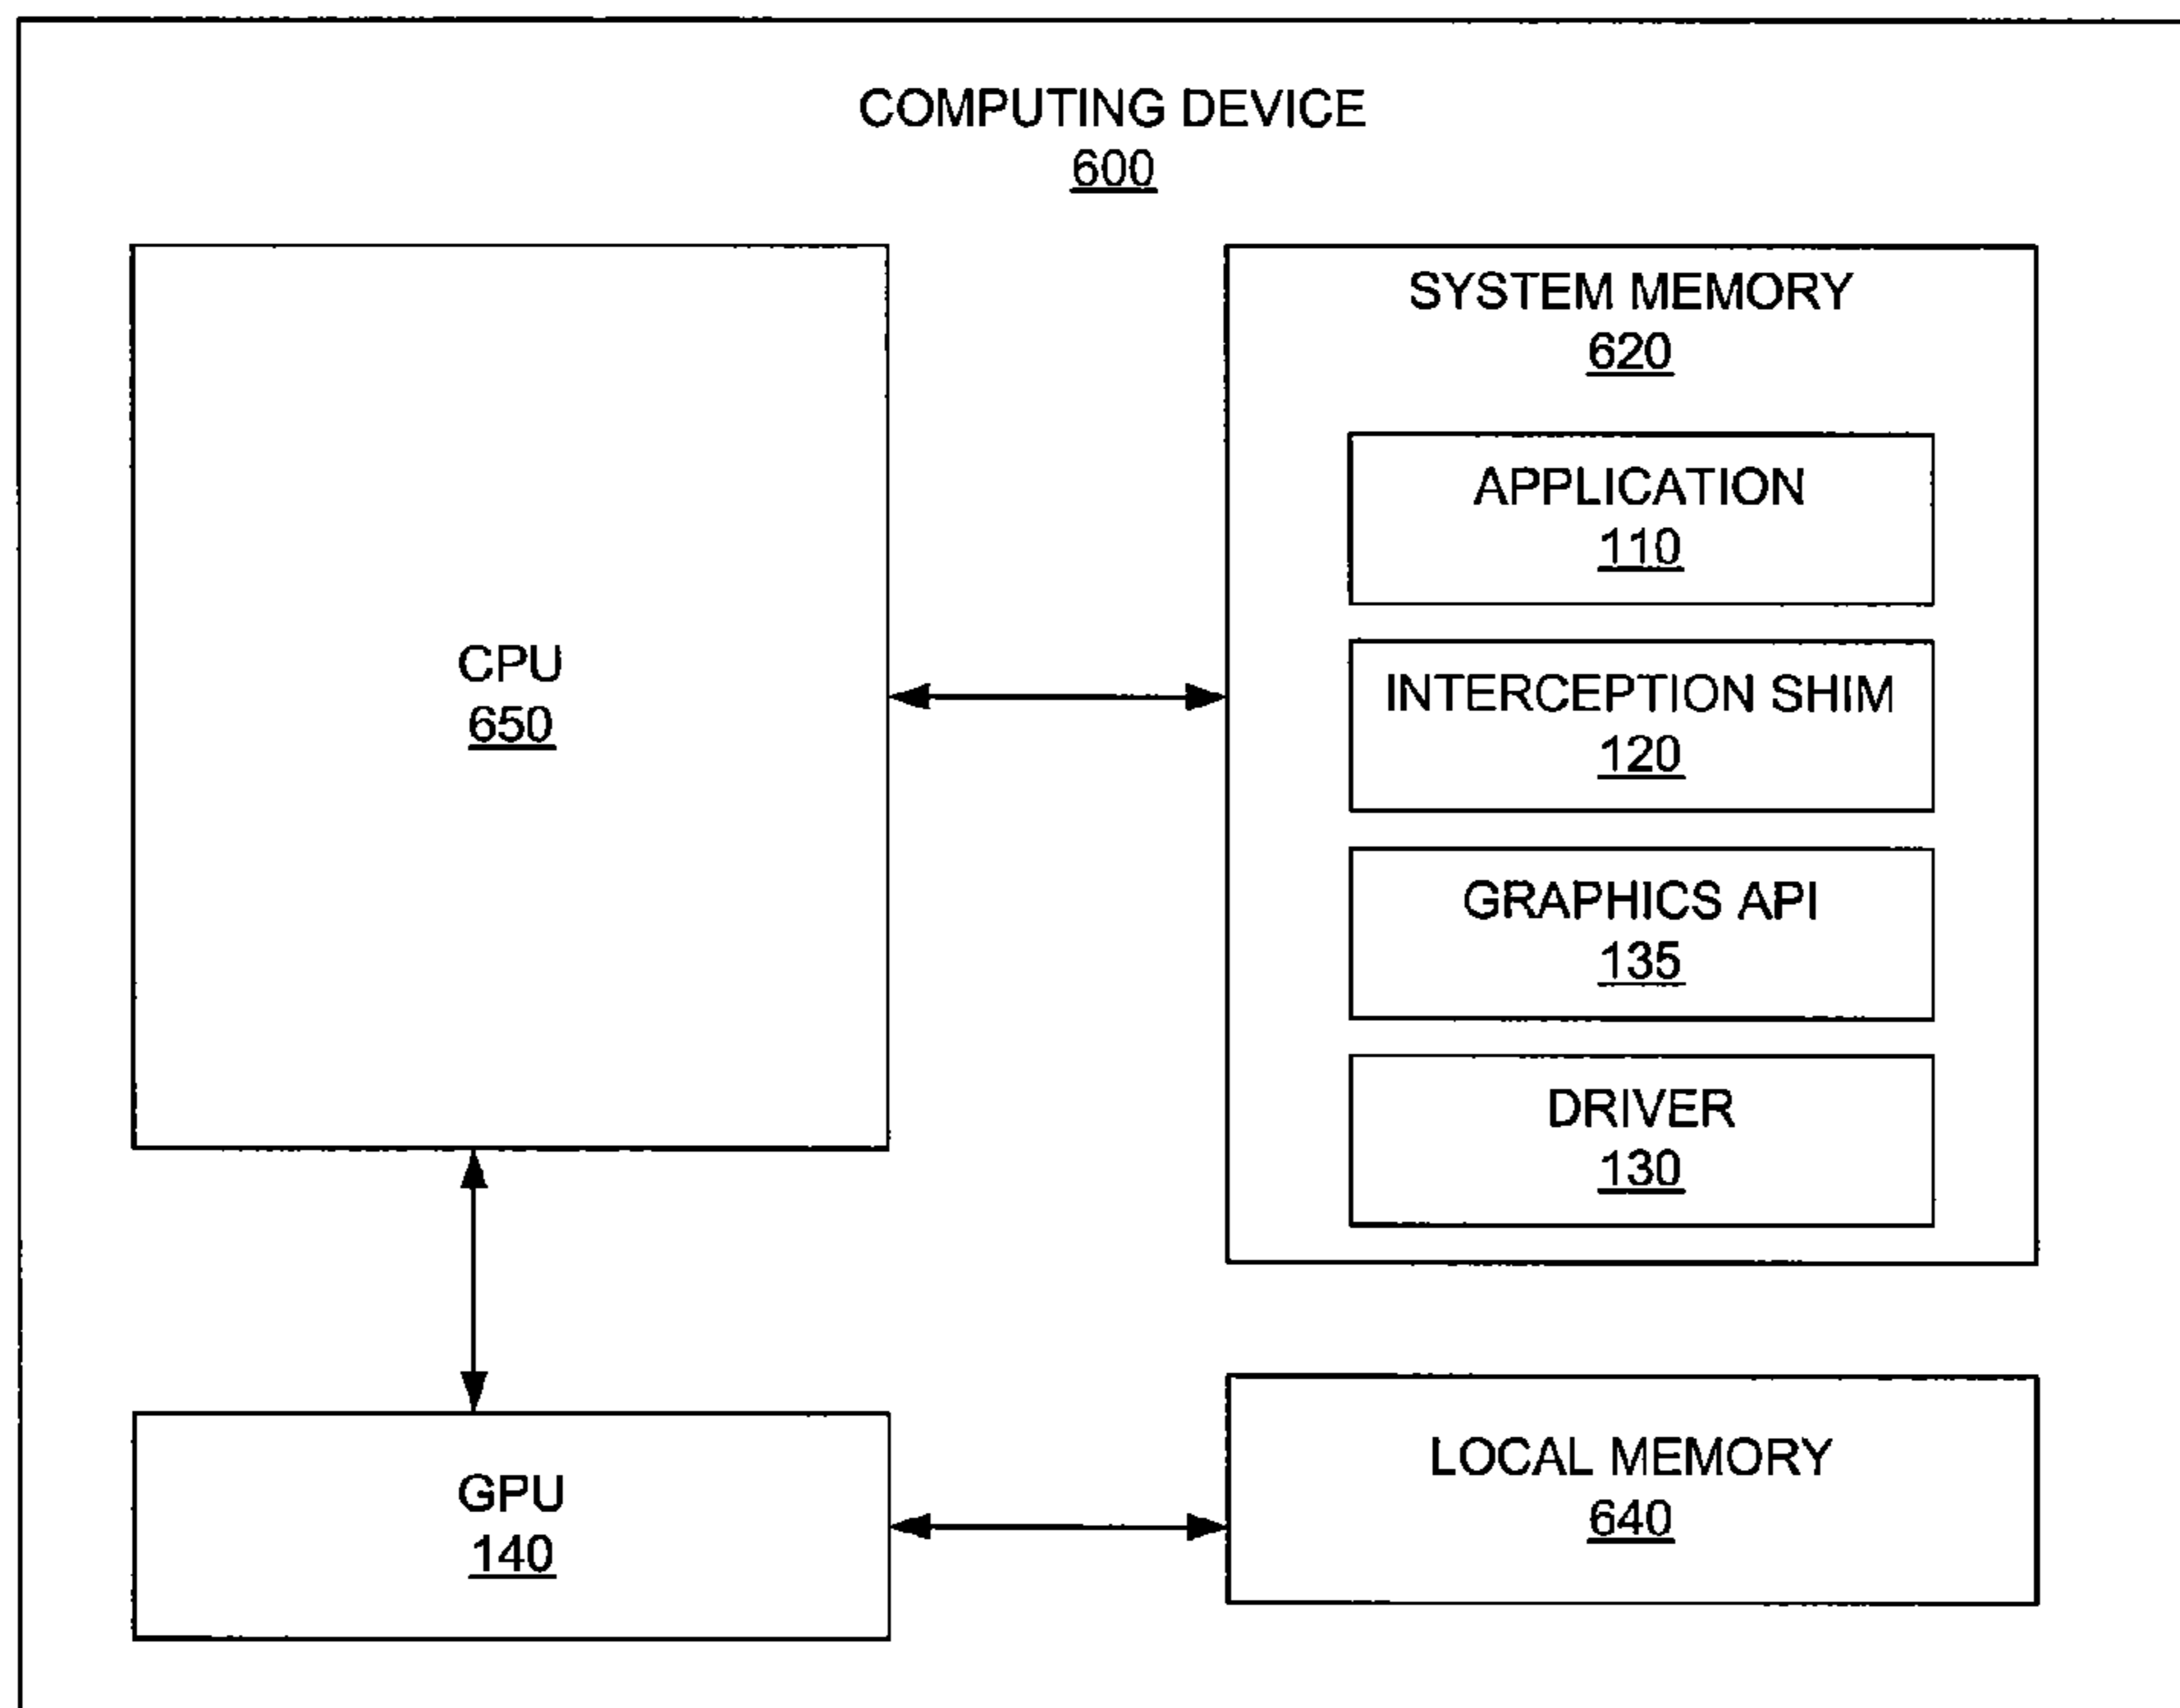 COMPUTING DEVICE
600
CPU
650
SYSTEM MEMORY
620
APPLICATION
110
INTERCEPTION SHIM
120
GRAPHICS API
135
DRIVER
130
GPU
140
LOCAL MEMORY
640